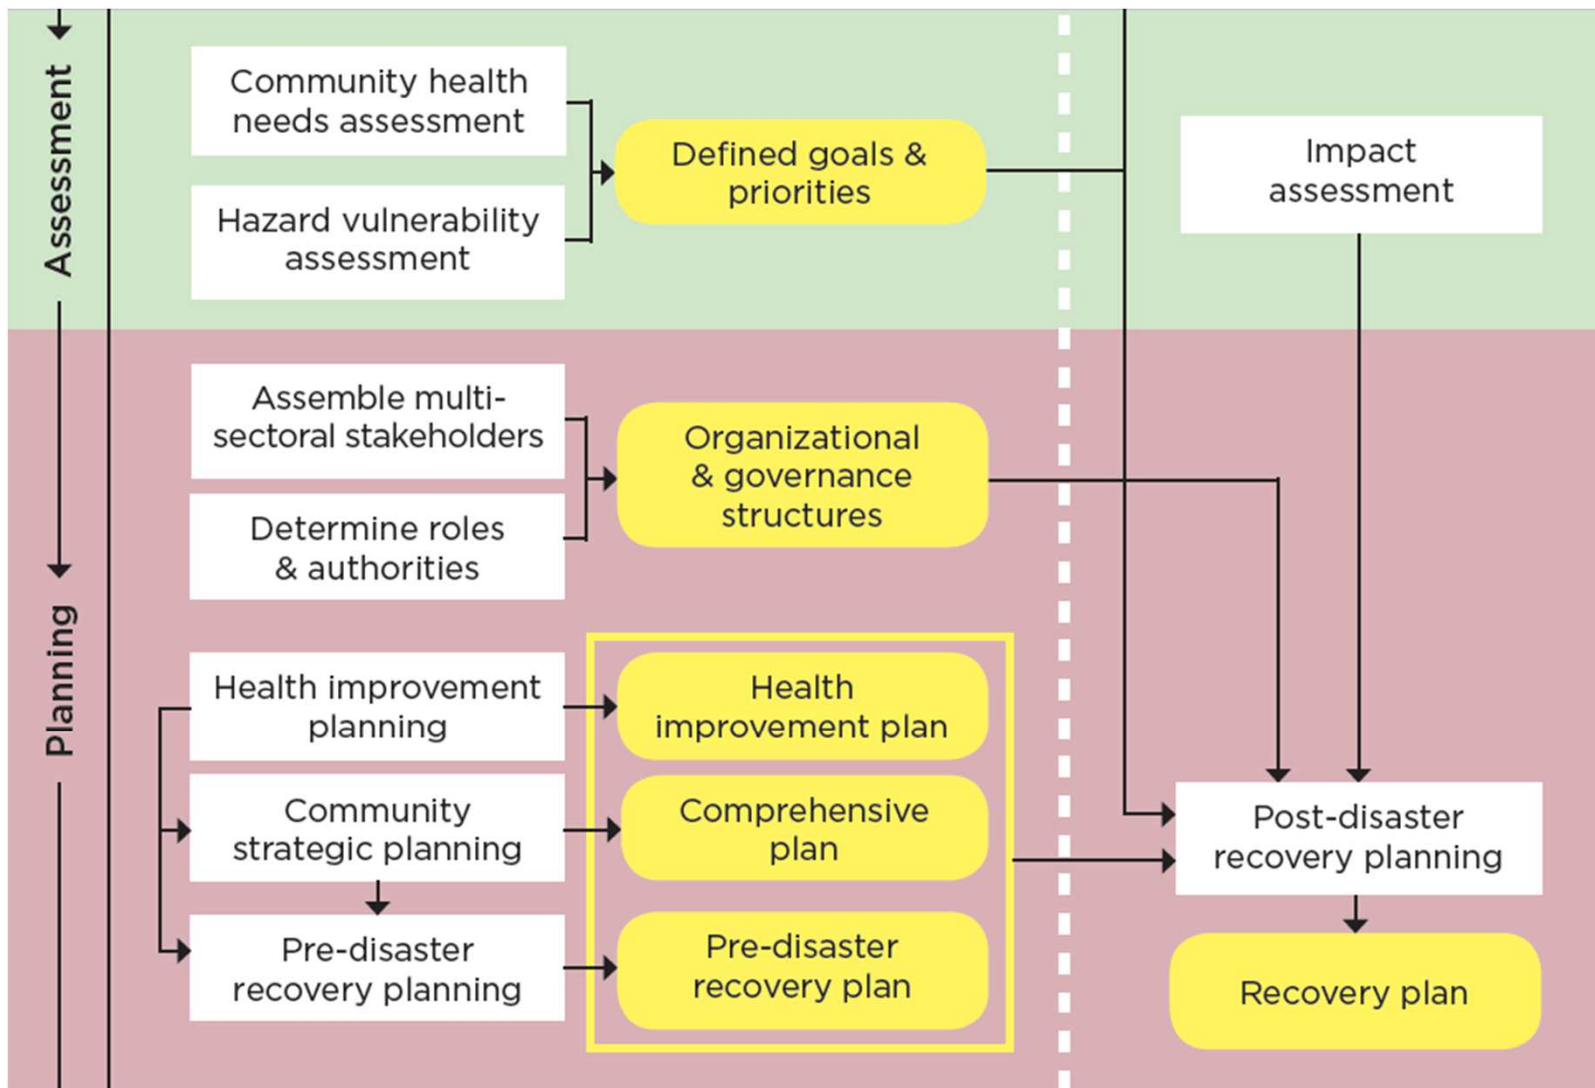 Assessment
Community health
needs assessment
Hazard vulnerability
assessment
Defined goals &
priorities
Impact
assessment
Planning
Assemble multi-
sectoral stakeholders
Determine roles
& authorities
Organizational
& governance
structures
Health improvement
planning
Health
improvement plan
Community
strategic planning
Comprehensive
plan
Pre-disaster
recovery planning
Pre-disaster
recovery plan
Post-disaster
recovery planning
Recovery plan